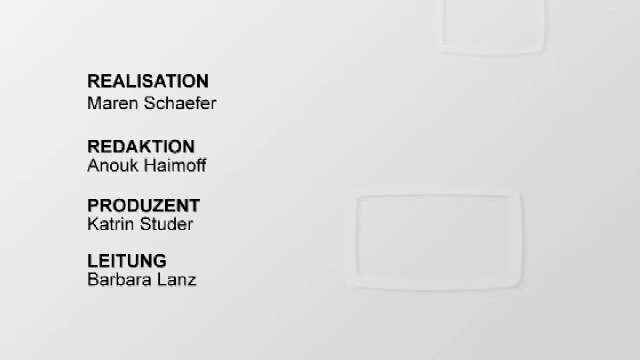 REALISATION
Maren Schaefer
REDAKTION
Anouk Haimoff
PRODUZENT
Katrin Studer
LEITUNG
Barbara Lanz